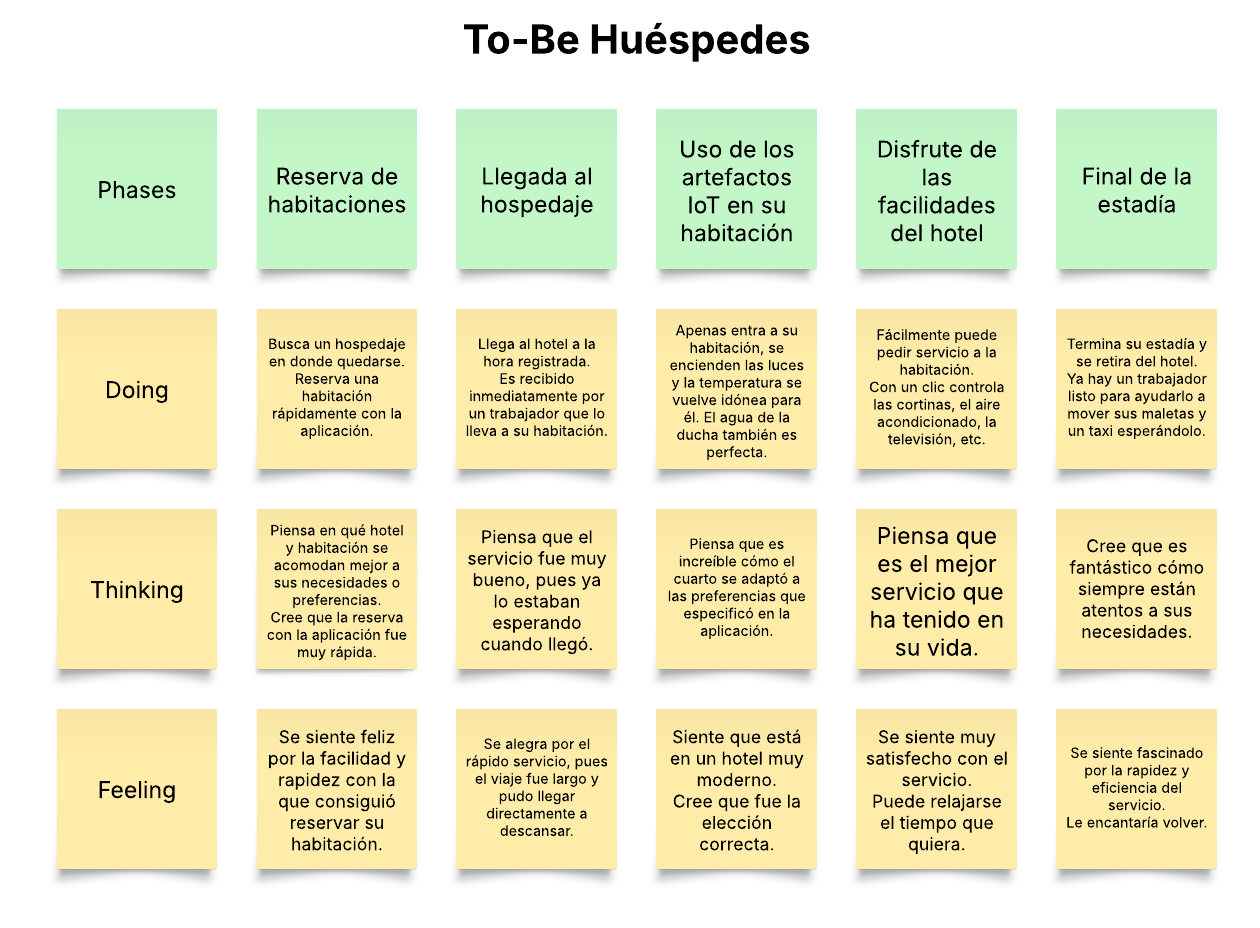 To-Be Huéspedes
Phases
Reserva de
habitaciones
Llegada al
hospedaje
Uso de los
artefactos
IoT en su
habitación
Disfrute de
las
facilidades
del hotel
Final de la
estadía
Doing
Busca un hospedaje
en donde quedarse.
Reserva una
habitación
rápidamente con la
aplicación.
Llega al hotel a la
hora registrada.
Es recibido
inmediatamente por
un trabajador que lo
lleva a su habitación.
Apenas entra a su
habitación, se
encienden las luces
y la temperatura se
vuelve idónea para
él. El agua de la
ducha también es
perfecta.
Fácilmente puede
pedir servicio a la
habitación.
Con un clic controla
las cortinas, el aire
acondicionado, la
televisión, etc.
Termina su estadía y
se retira del hotel.
Ya hay un trabajador
listo para ayudarlo a
mover sus maletas y
un taxi esperándolo.
Thinking
Piensa en qué hotel
y habitación se
acomodan mejor a
sus necesidades o
preferencias.
Cree que la reserva
con la aplicación fue
muy rápida.
Piensa que el
servicio fue muy
bueno, pues ya
lo estaban
esperando
cuando llegó.
Piensa que es
increíble cómo el
cuarto se adaptó a
las preferencias que
especificó en la
aplicación.
Piensa que
es el mejor
servicio que
ha tenido en
su vida.
Cree que es
fantástico cómo
siempre están
atentos a sus
necesidades.
Feeling
Se siente feliz
por la facilidad y
rapidez con la
que consiguió
reservar su
habitación.
Se alegra por el
rápido servicio, pues
el viaje fue largo y
pudo llegar
directamente a
descansar.
Siente que está
en un hotel muy
moderno.
Cree que fue la
elección
correcta.
Se siente muy
satisfecho con el
servicio.
Puede relajarse
el tiempo que
quiera.
Se siente fascinado
por la rapidez y
eficiencia del
servicio.
Le encantaría volver.